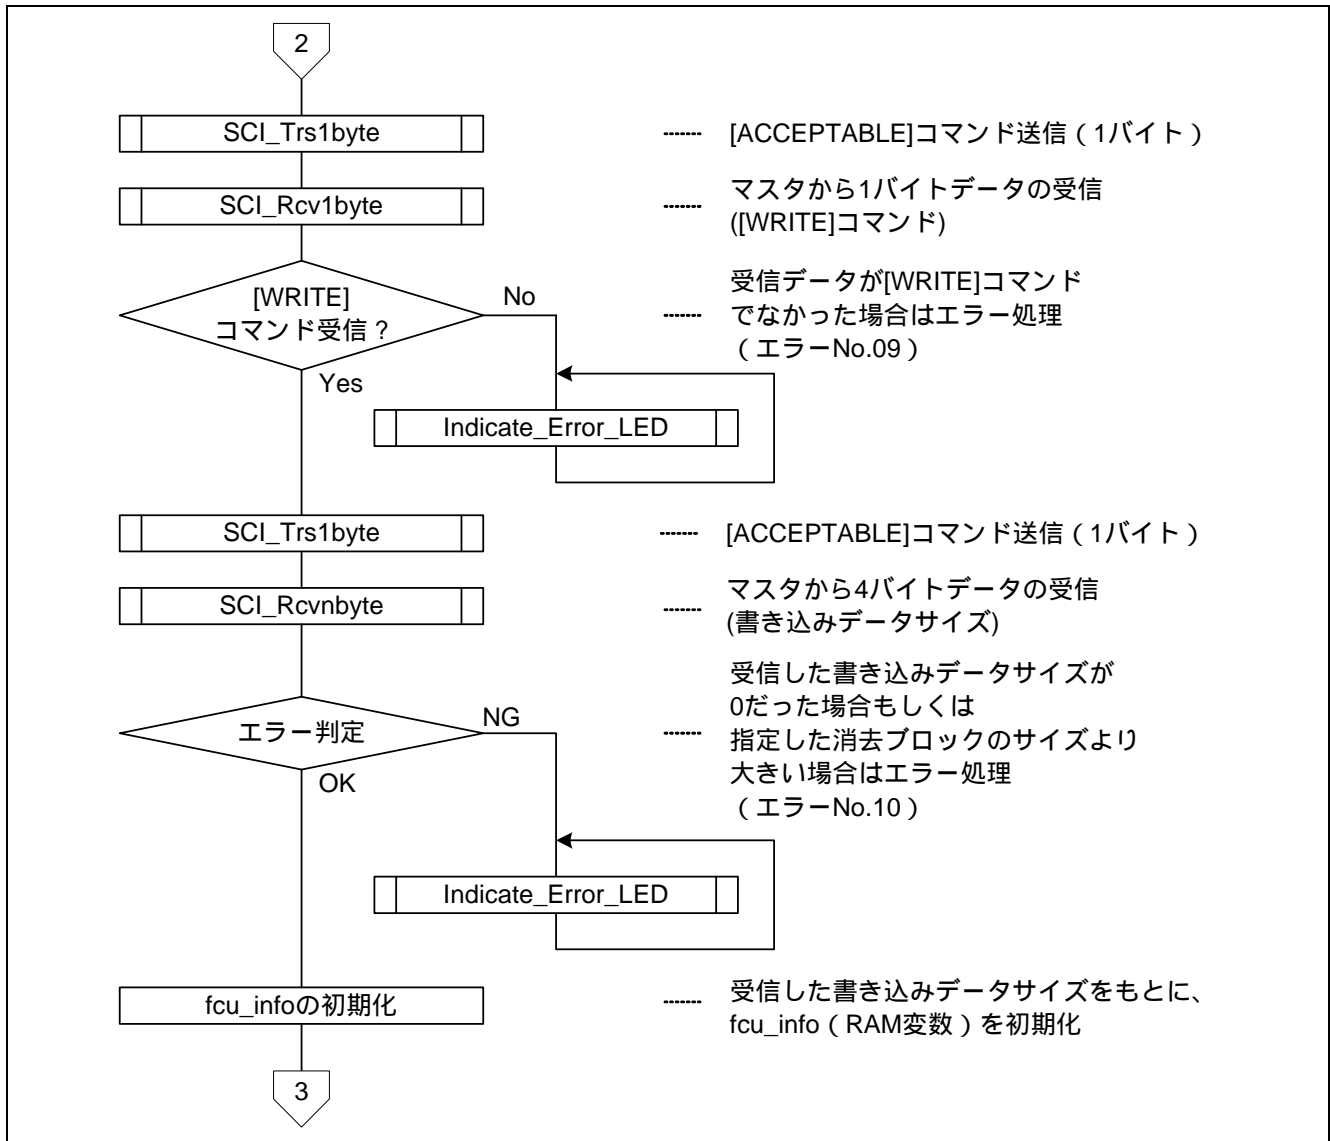 2
SCI_Trs1byte
[ACCEPTABLE]コマンド送信（1バイト）
SCI_Rcv1byte
マスタから1バイトデータの受信
([WRITE]コマンド)
[WRITE]
コマンド受信？
No
Yes
受信データが[WRITE]コマンド
でなかった場合はエラー処理
（エラーNo.09）
Indicate_Error_LED
SCI_Trs1byte
[ACCEPTABLE]コマンド送信（1バイト）
SCI_Rcvnbyte
マスタから4バイトデータの受信
(書き込みデータサイズ)
エラー判定
NG
OK
受信した書き込みデータサイズが
0だった場合もしくは
指定した消去ブロックのサイズより
大きい場合はエラー処理
（エラーNo.10）
Indicate_Error_LED
fcu_infoの初期化
受信した書き込みデータサイズをもとに、
fcu_info（RAM変数）を初期化
3